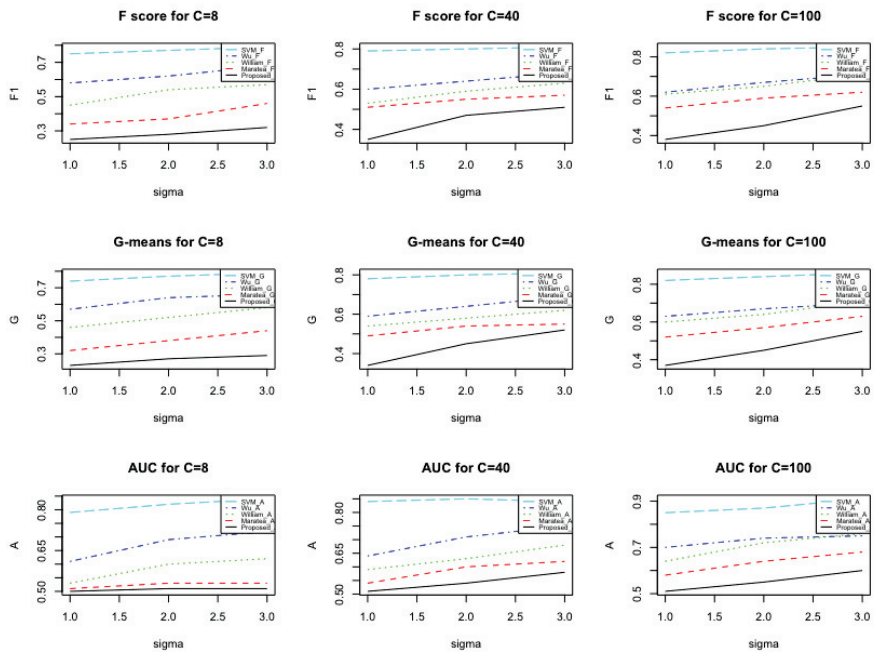 F score for C=8
F1
0.7
0.5
0.3
SVM_F
Wu_F
William_F
Maratea_F
Proposed_
1.0 1.5 2.0 2.5 3.0
sigma
F score for C=40
F1
0.8
0.6
0.4
SVM_F
Wu_F
William_F
Maratea_F
Proposed_
1.0 1.5 2.0 2.5 3.0
sigma
F score for C=100
F1
0.8
0.6
0.4
SVM_F
Wu_F
William_F
Maratea_F
Proposed_
1.0 1.5 2.0 2.5 3.0
sigma
G-means for C=8
G
0.7
0.5
0.3
SVM_G
Wu_G
William_G
Maratea_G
Proposed_
1.0 1.5 2.0 2.5 3.0
sigma
G-means for C=40
G
0.8
0.6
0.4
SVM_G
Wu_G
William_G
Maratea_G
Proposed_
1.0 1.5 2.0 2.5 3.0
sigma
G-means for C=100
G
0.8
0.6
0.4
SVM_G
Wu_G
William_G
Maratea_G
Proposed_
1.0 1.5 2.0 2.5 3.0
sigma
AUC for C=8
A
0.80
0.65
0.50
SVM_A
Wu_A
William_A
Maratea_A
Proposed_
1.0 1.5 2.0 2.5 3.0
sigma
AUC for C=40
A
0.80
0.65
0.50
SVM_A
Wu_A
William_A
Maratea_A
Proposed_
1.0 1.5 2.0 2.5 3.0
sigma
AUC for C=100
A
0.9
0.7
0.5
SVM_A
Wu_A
William_A
Maratea_A
Proposed_
1.0 1.5 2.0 2.5 3.0
sigma